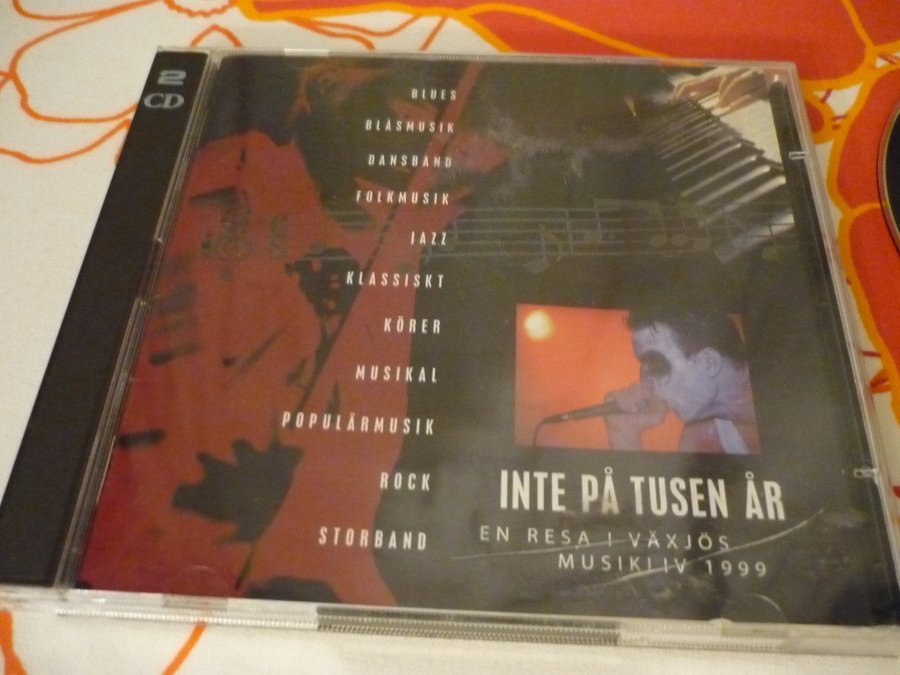 2
CD
BLUES
BLÅSMUSIK
DANSBAND
FOLKMUSIK
JAZZ
KLASSISKT
KÖRER
MUSIKAL
POPULÄRMUSIK
ROCK
STORBAND
INTE PÅ TUSEN ÅR
EN RESA I VÄXJÖS
MUSIKLIV 1999